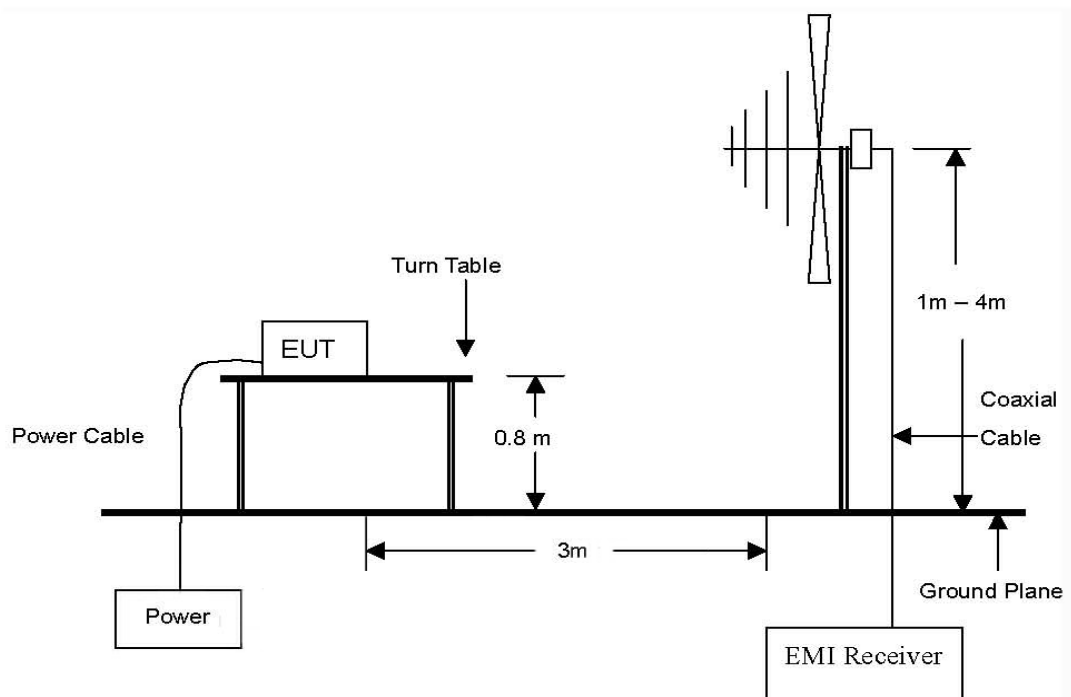 Turn Table
EUT
1m – 4m
Coaxial
Cable
Power Cable
0.8 m
3m
Ground Plane
Power
EMI Receiver